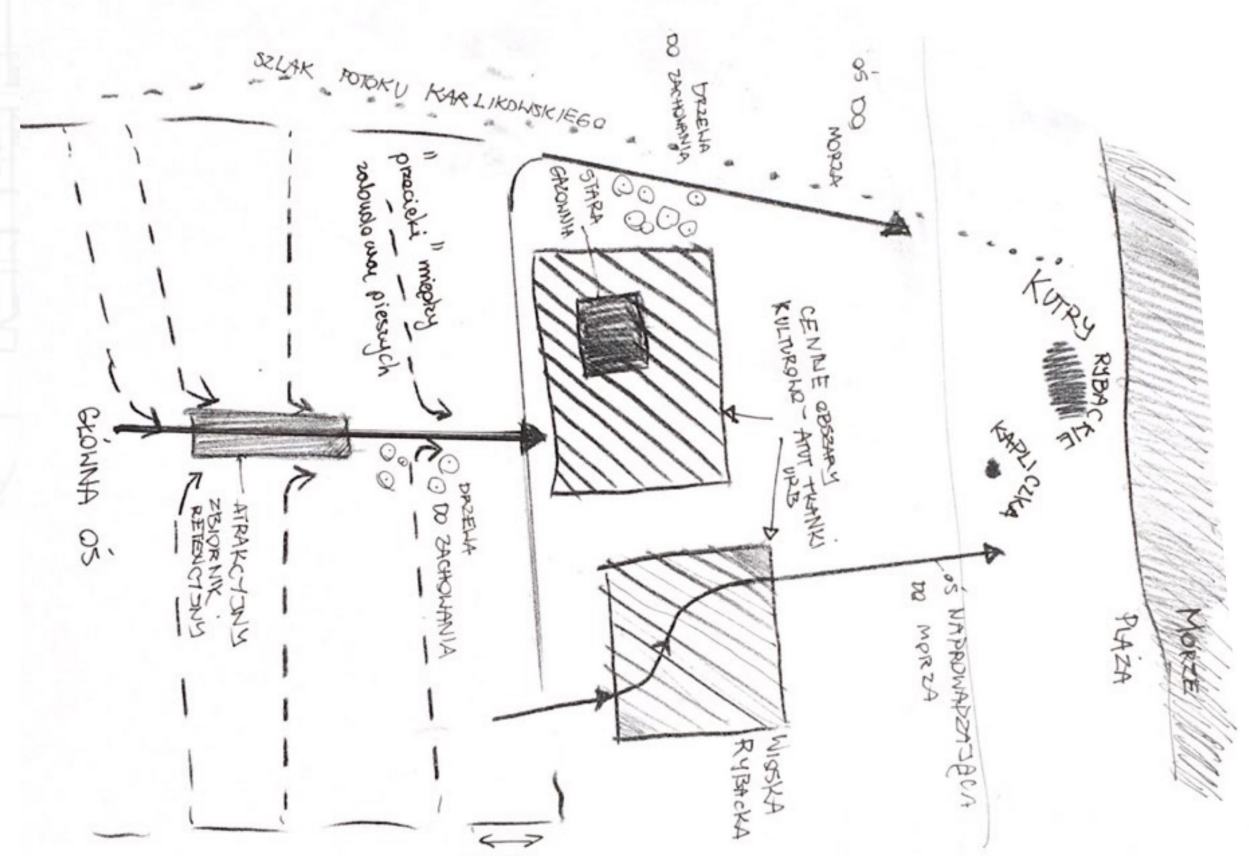 SZLAK POTOKU KARLIKOWSKIEGO
DRZEWA
DO ZACHOWANIA
OŚ DO
MORZA
STARA
GAZOWNIA
"przecieki" między
zabudową pieszych
KUTRY
RYBACKIE
KAPLICZKA
CENNE OBSZARY
KULTUROWO-ANT TKANKI
URB
GŁÓWNA OŚ
ATRAKCYJNY
ZBIORNIK
RETENCYJNY
DRZEWA
DO ZACHOWANIA
OŚ NAPROWADZAJĄCA
DO MORZA
WIOSKA
RYBACKA
PLAŻA
MORZE